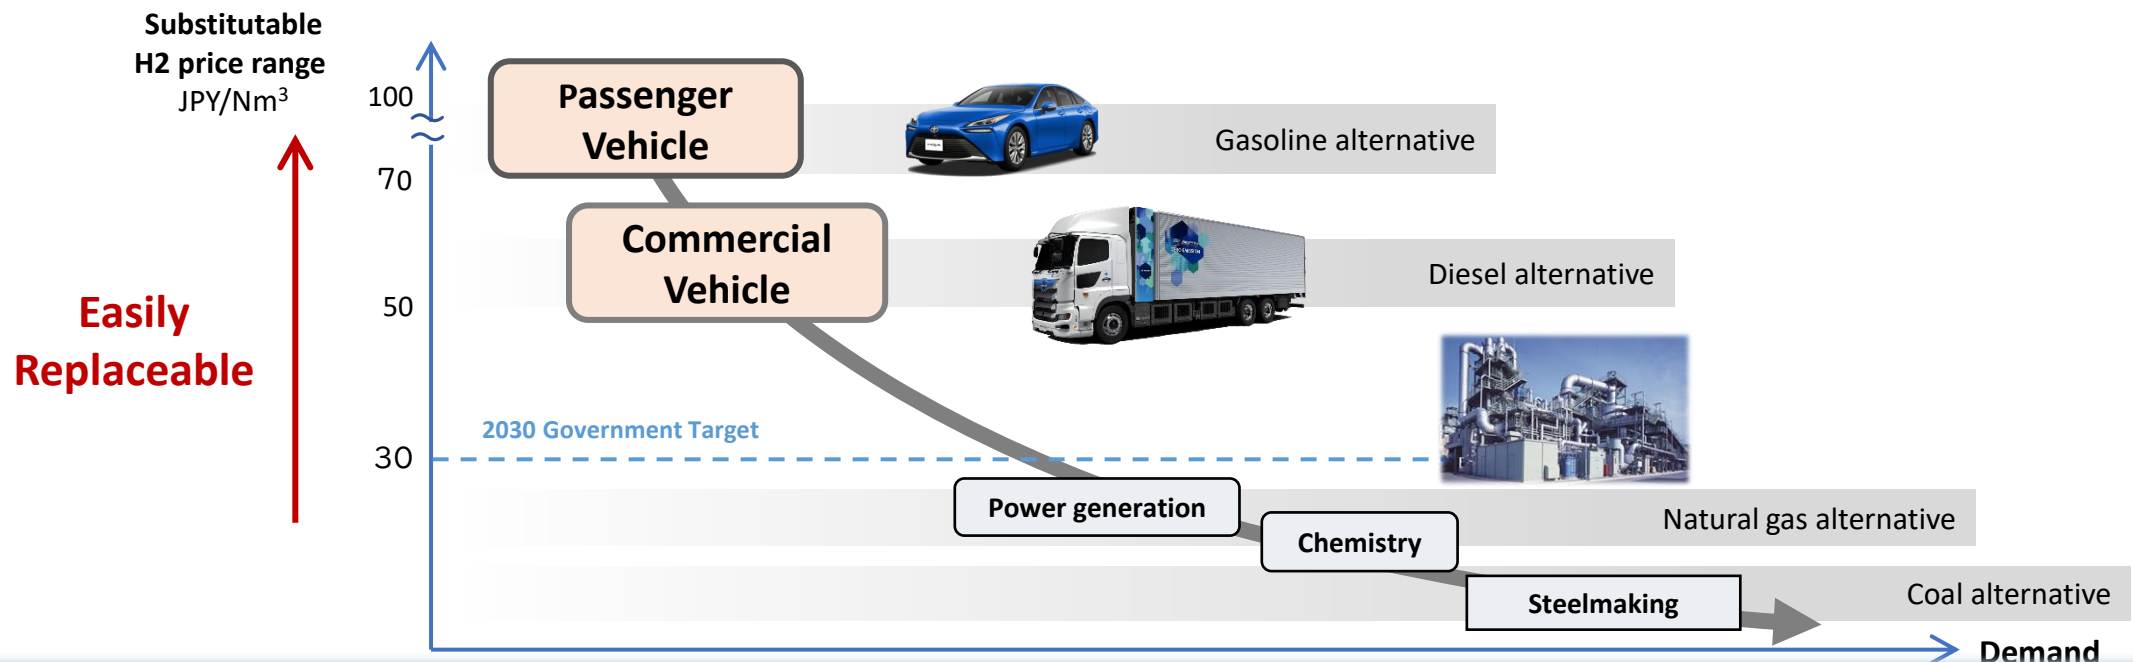 Substitutable
H2 price range
JPY/Nm³
100
70
50
30
Easily
Replaceable
Passenger
Vehicle
Gasoline alternative
Commercial
Vehicle
Diesel alternative
2030 Government Target
Power generation
Natural gas alternative
Chemistry
Steelmaking
Coal alternative
Demand